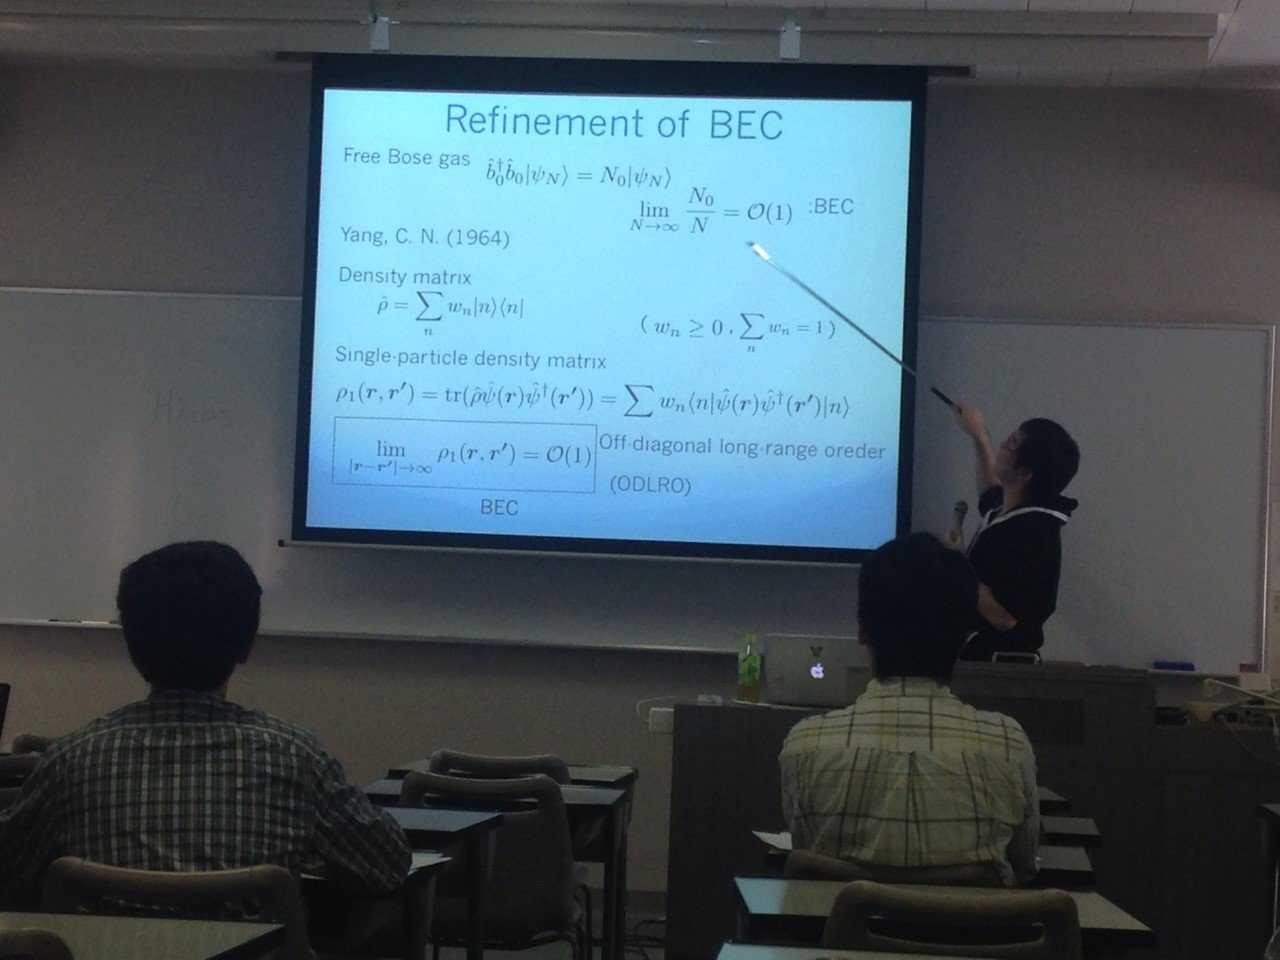 Refinement of BEC
Free Bose gas $\hat{b}_0^\dagger \hat{b}_0 |\psi_N\rangle = N_0 |\psi_N\rangle$
$\lim_{N \to \infty} \frac{N_0}{N} = \mathcal{O}(1)$ :BEC
Yang, C. N. (1964)
Density matrix
$\hat{\rho} = \sum_n w_n |n\rangle\langle n|$ ( $w_n \geq 0$ , $\sum_n w_n = 1$ )
Single-particle density matrix
$\rho_1(\boldsymbol{r}, \boldsymbol{r'}) = \mathrm{tr}(\hat{\rho}\hat{\psi}(\boldsymbol{r})\hat{\psi}^\dagger(\boldsymbol{r'})) = \sum w_n \langle n|\hat{\psi}(\boldsymbol{r})\hat{\psi}^\dagger(\boldsymbol{r'})|n\rangle$
$\lim_{|\boldsymbol{r}-\boldsymbol{r'}| \to \infty} \rho_1(\boldsymbol{r}, \boldsymbol{r'}) = \mathcal{O}(1)$ Off-diagonal long-range oreder
(ODLRO)
BEC